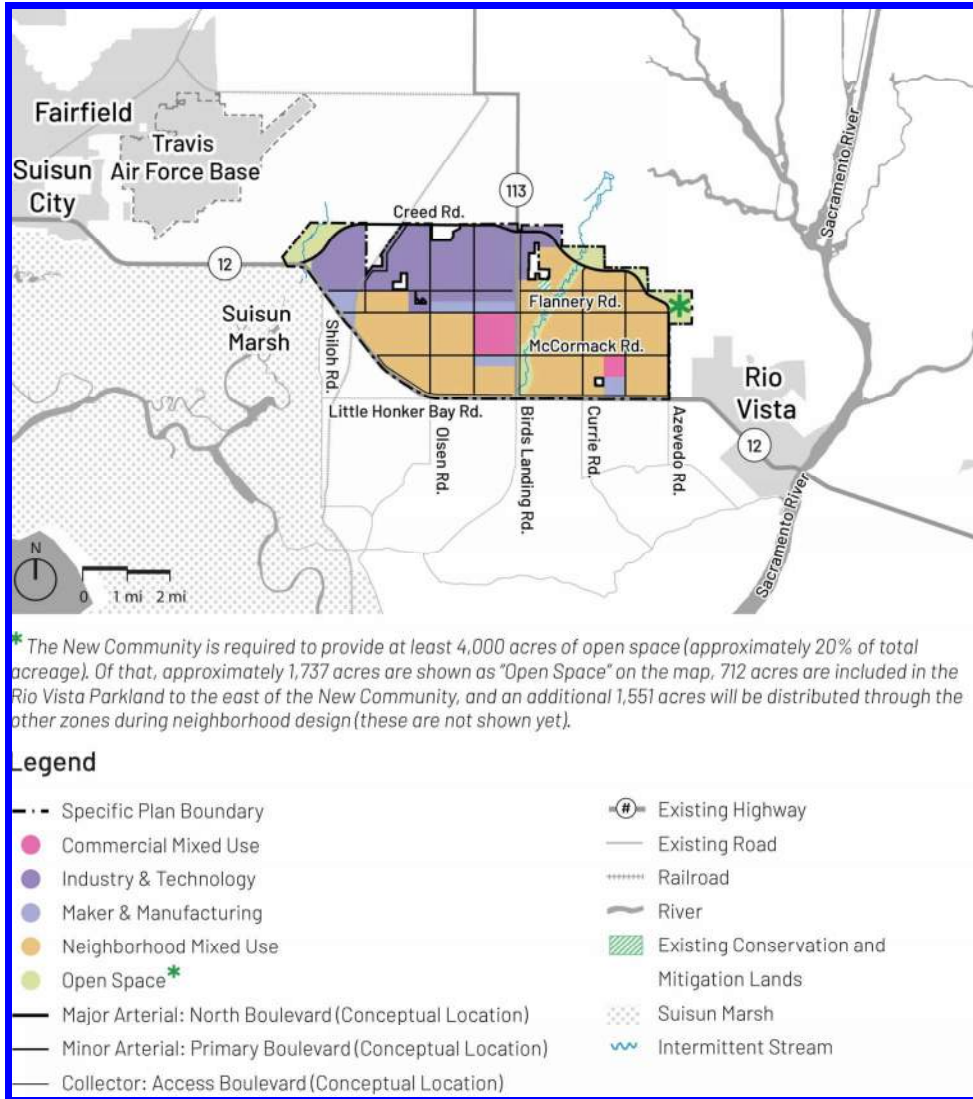 Fairfield
Travis
Air Force Base
Suisun
City
Sacramento River
113
Creed Rd.
12
Flannery Rd.
Suisun
Marsh
Shiloh Rd.
McCormack Rd.
Rio
Vista
Little Honker Bay Rd.
Olsen Rd.
Birds Landing Rd.
Currie Rd.
Azevedo Rd.
12
Sacramento River
N
0 1 mi 2 mi
* The New Community is required to provide at least 4,000 acres of open space (approximately 20% of total
acreage). Of that, approximately 1,737 acres are shown as "Open Space" on the map, 712 acres are included in the
Rio Vista Parkland to the east of the New Community, and an additional 1,551 acres will be distributed through the
other zones during neighborhood design (these are not shown yet).
Legend
Specific Plan Boundary
Commercial Mixed Use
Industry & Technology
Maker & Manufacturing
Neighborhood Mixed Use
Open Space*
Major Arterial: North Boulevard (Conceptual Location)
Minor Arterial: Primary Boulevard (Conceptual Location)
Collector: Access Boulevard (Conceptual Location)
# Existing Highway
Existing Road
Railroad
River
Existing Conservation and
Mitigation Lands
Suisun Marsh
Intermittent Stream